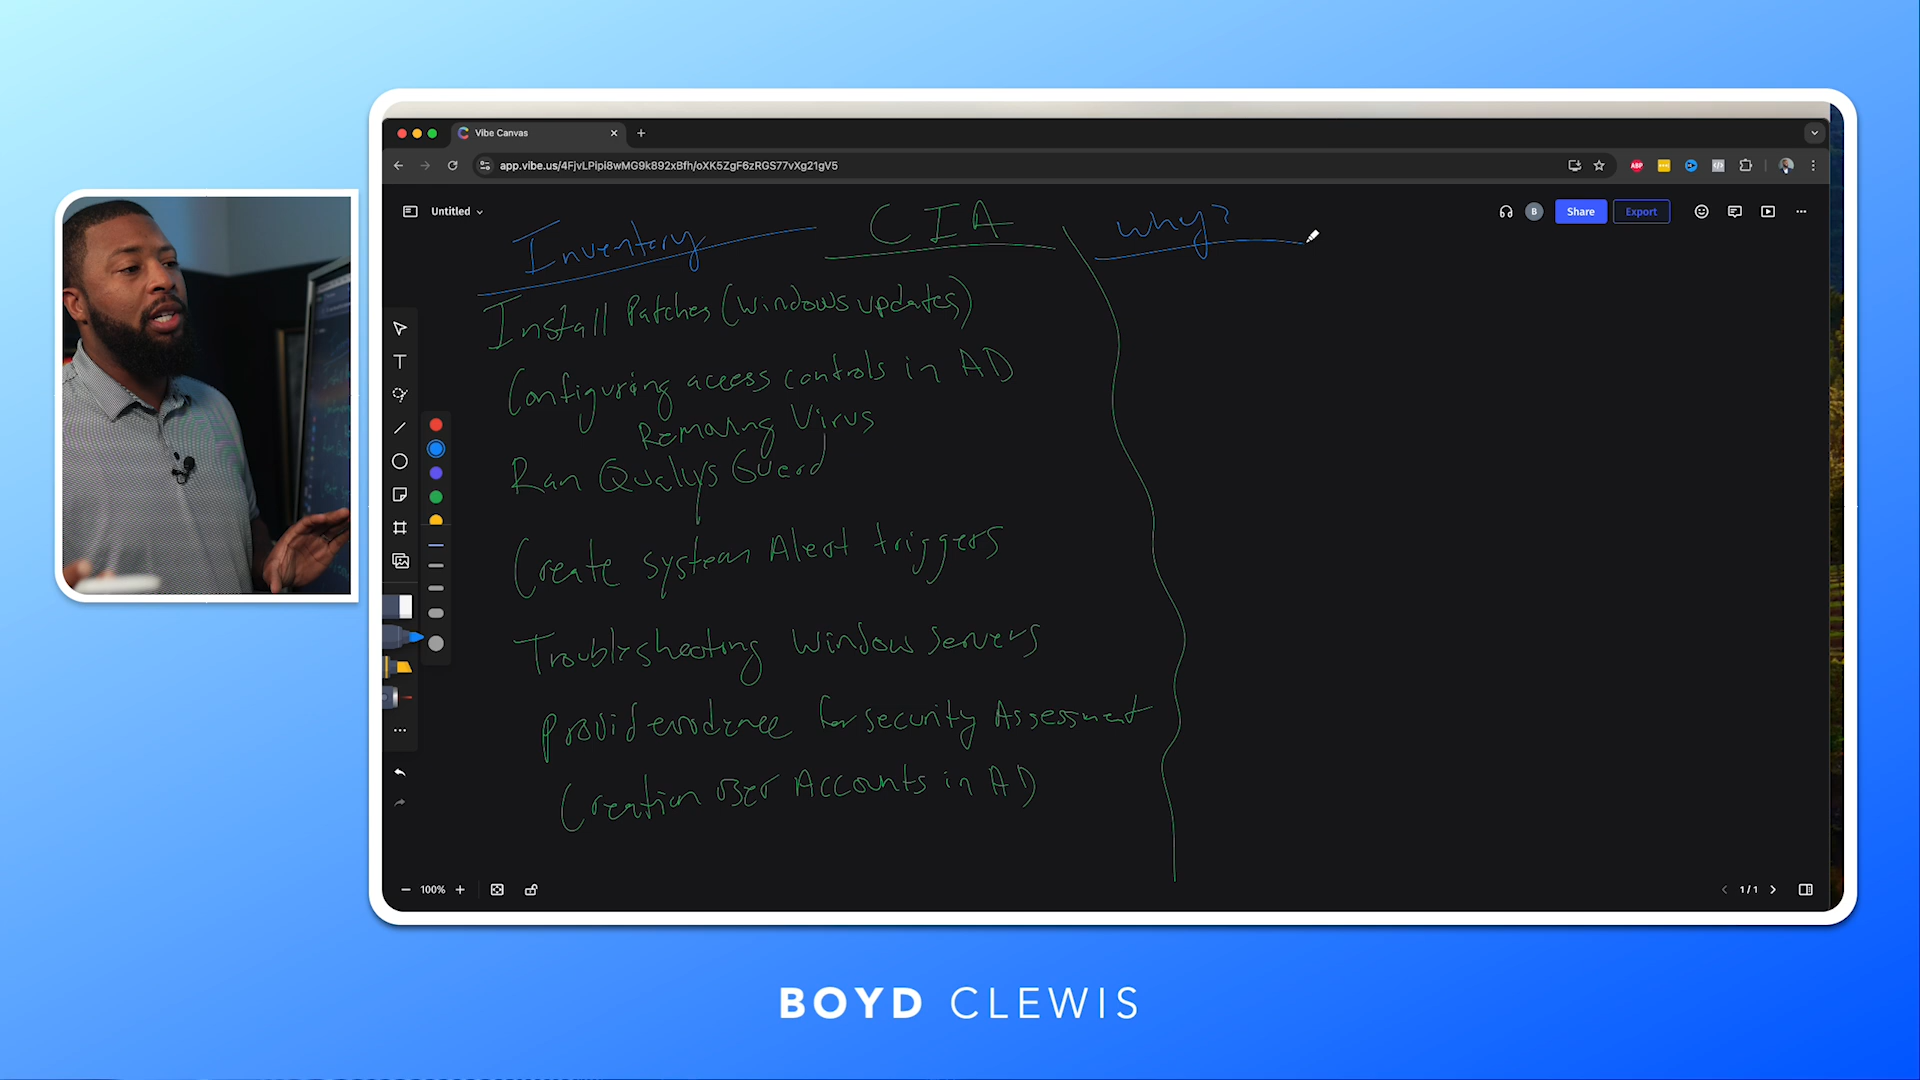 Vibe Canvas
app.vibe.us/4FjvLPipi8wMG9k892xBfh/oXK5ZgF6zRGS77vXg21gV5
ABP
Untitled
B
Share
Export
Inventory
CIA
why?
Install Patches (windows updates)
Configuring access controls in AD
Removing Virus
Ran Qualys Guard
Create system Alert triggers
Troubleshooting Window Servers
Provid evidence for security Assessment
Creation User Accounts in AD
100%
1/1
BOYD CLEWIS